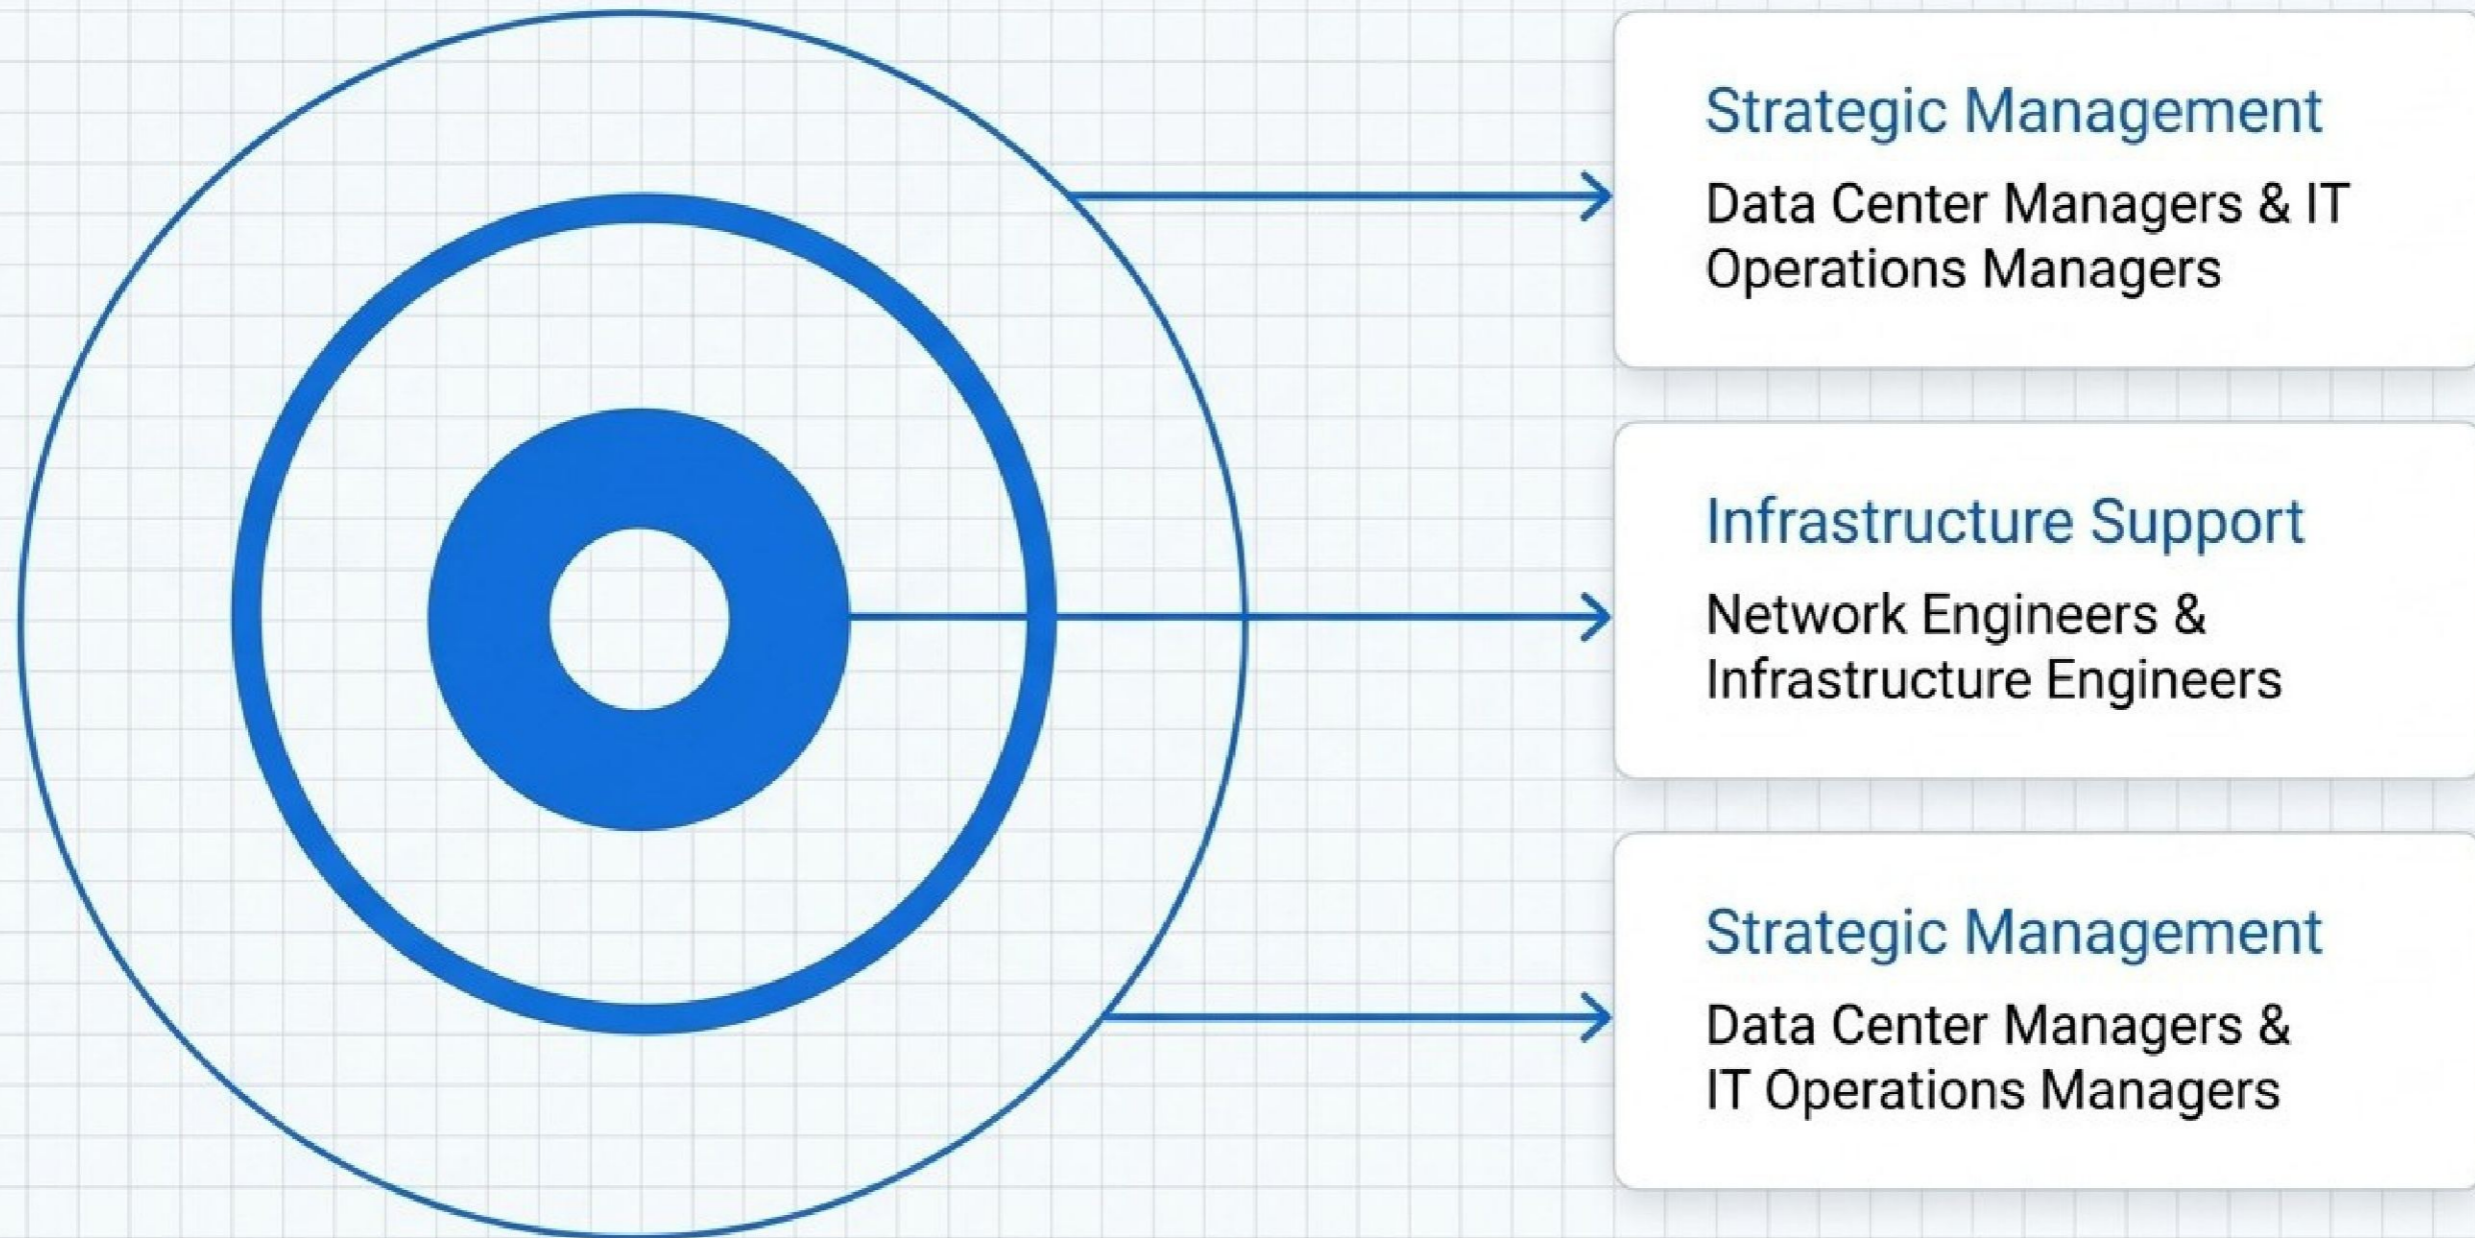 Strategic Management
Data Center Managers & IT
Operations Managers
Infrastructure Support
Network Engineers &
Infrastructure Engineers
Strategic Management
Data Center Managers &
IT Operations Managers